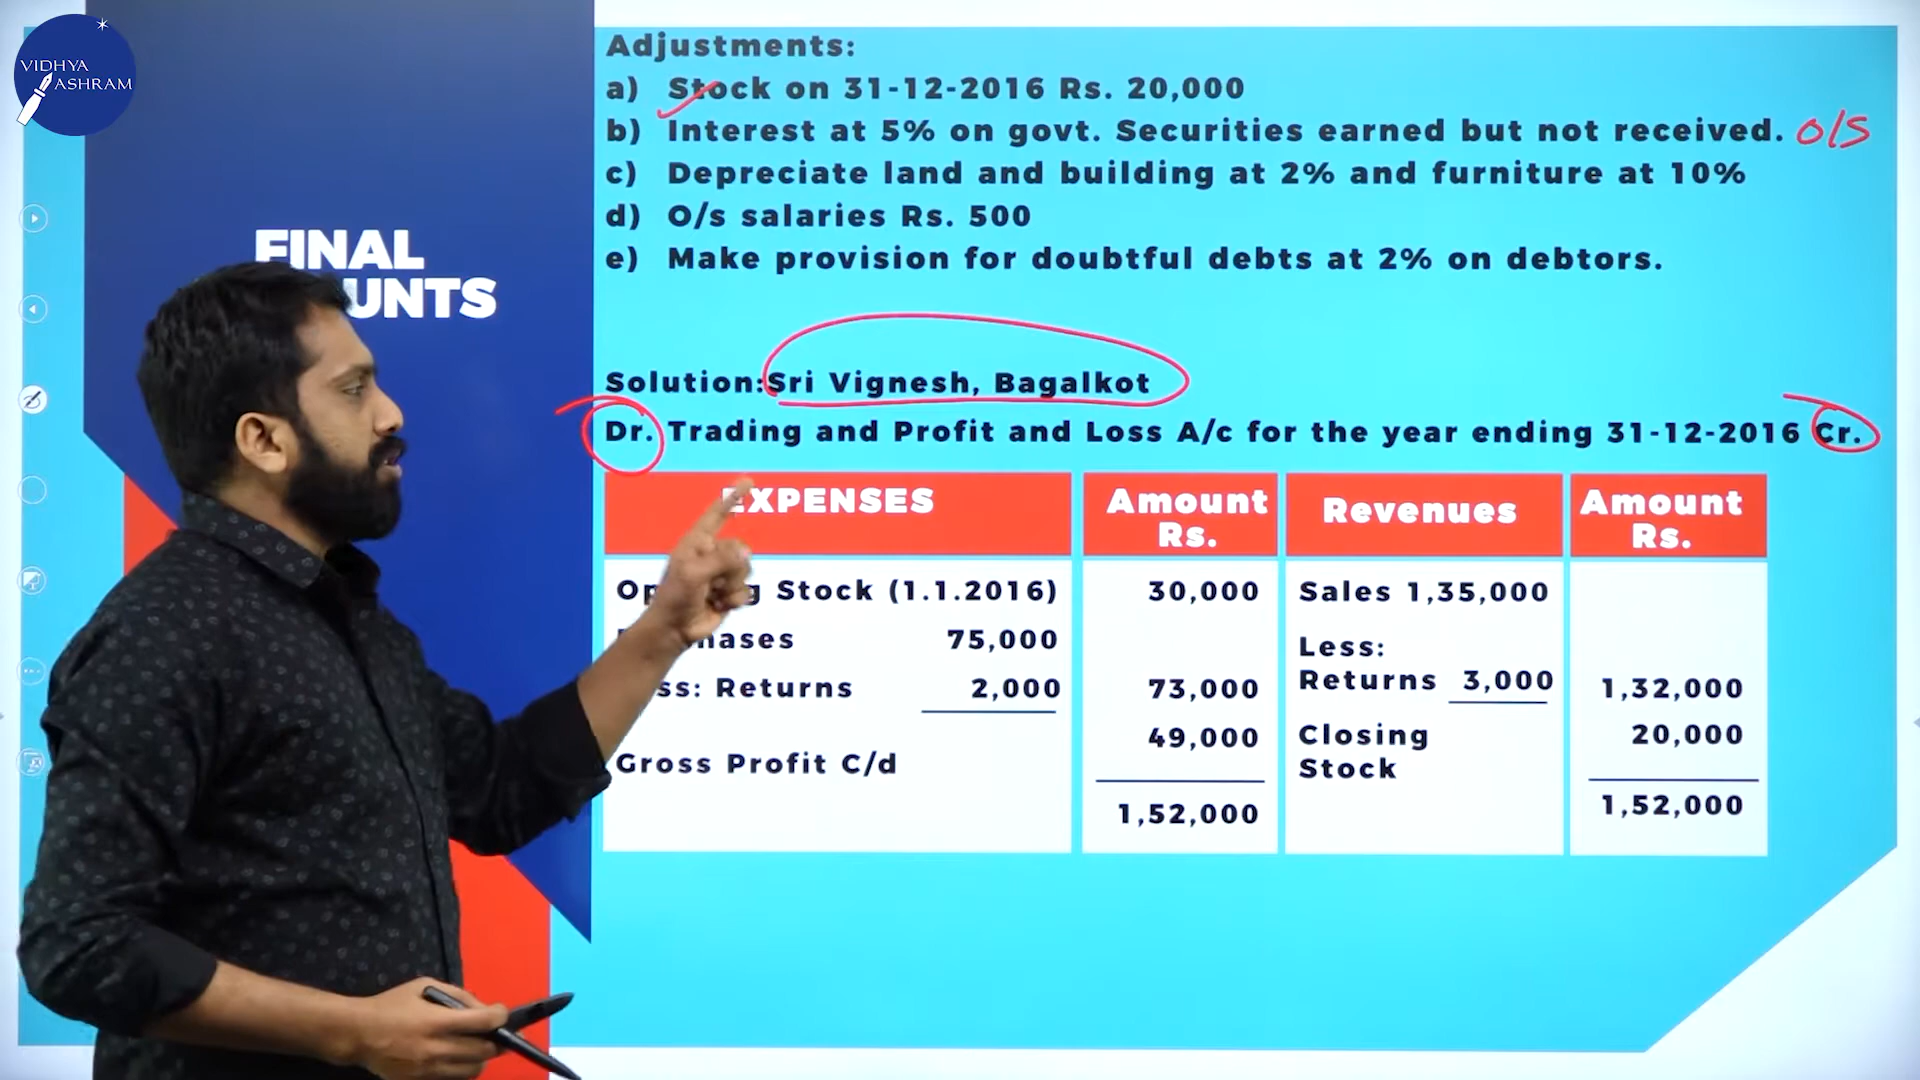 VIDHYA
ASHRAM
FINAL
UNTS
Adjustments:
a) Stock on 31-12-2016 Rs. 20,000
b) Interest at 5% on govt. Securities earned but not received. O/S
c) Depreciate land and building at 2% and furniture at 10%
d) O/s salaries Rs. 500
e) Make provision for doubtful debts at 2% on debtors.
Solution:Sri Vignesh, Bagalkot
Dr. Trading and Profit and Loss A/c for the year ending 31-12-2016 Cr.
EXPENSES Amount Rs. Revenues Amount Rs.
Stock (1.1.2016) 30,000 Sales 1,35,000
75,000 Less:
Returns 2,000 73,000 Returns 3,000 1,32,000
49,000 Closing 20,000
Gross Profit C/d Stock
1,52,000 1,52,000